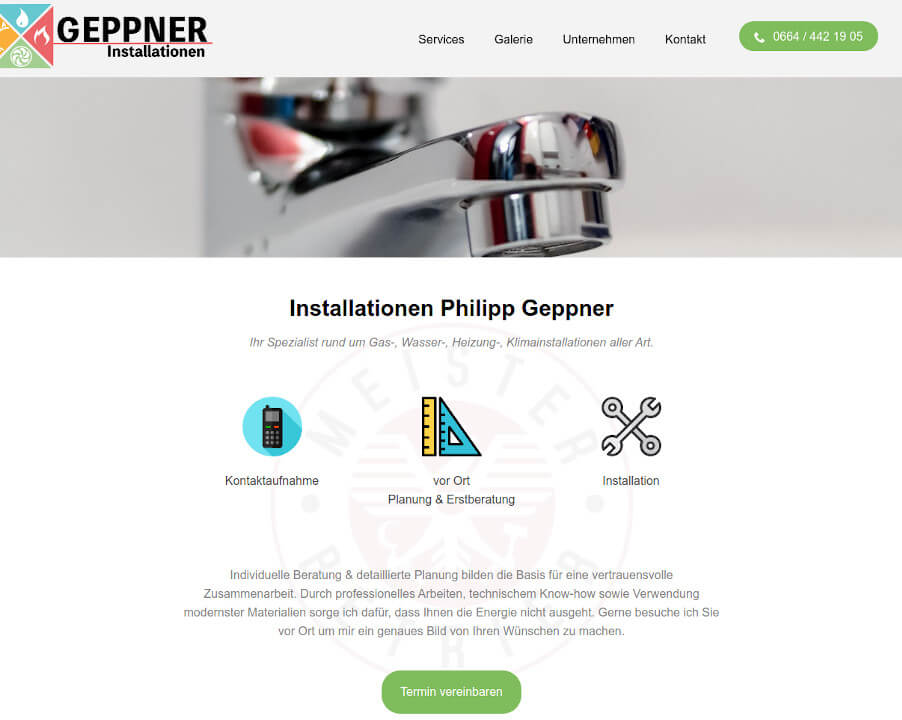 GEPPNER
Installationen
Services
Galerie
Unternehmen
Kontakt
0664 / 442 19 05
Installationen Philipp Geppner
Ihr Spezialist rund um Gas-, Wasser-, Heizung-, Klimainstallationen aller Art.
MEISTER
Kontaktaufnahme
vor Ort
Planung & Erstberatung
Installation
BETRIEB
Individuelle Beratung & detaillierte Planung bilden die Basis für eine vertrauensvolle
Zusammenarbeit. Durch professionelles Arbeiten, technischem Know-how sowie Verwendung
modernster Materialien sorge ich dafür, dass Ihnen die Energie nicht ausgeht. Gerne besuche ich Sie
vor Ort um mir ein genaues Bild von Ihren Wünschen zu machen.
Termin vereinbaren